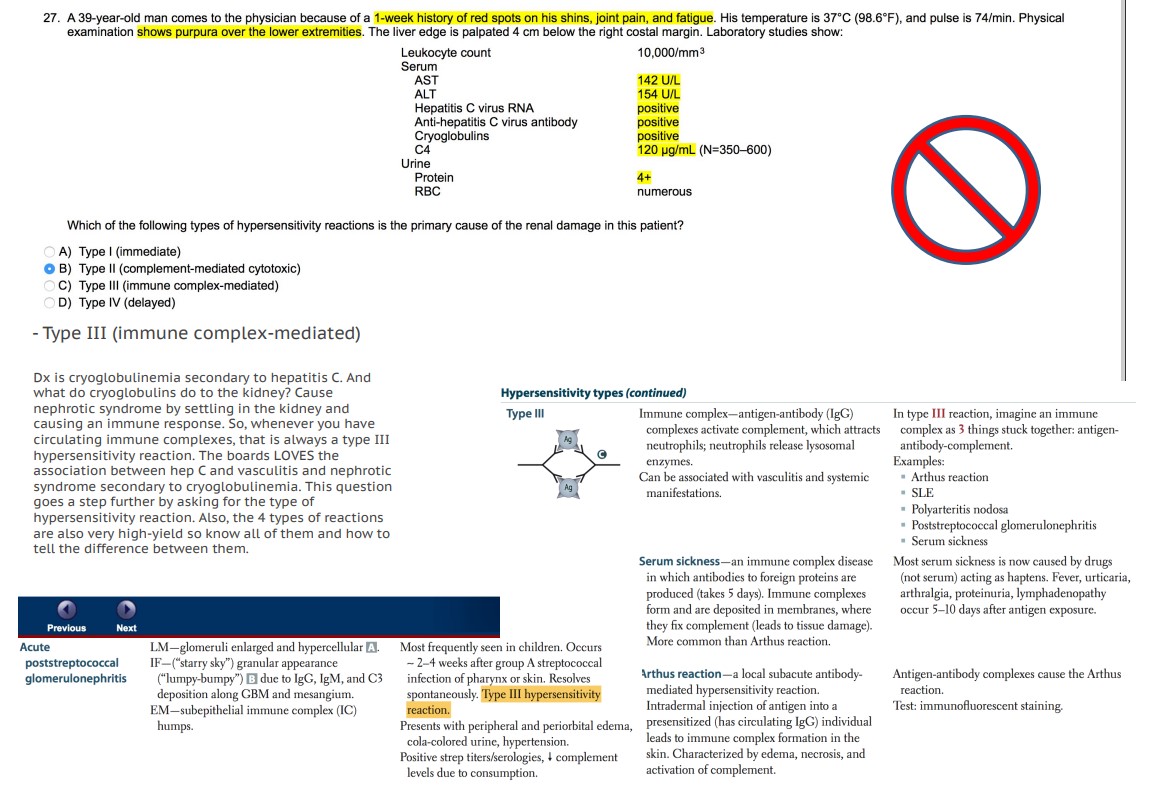 27. A 39-year-old man comes to the physician because of a 1-week history of red spots on his shins, joint pain, and fatigue. His temperature is 37°C (98.6°F), and pulse is 74/min. Physical
examination shows purpura over the lower extremities. The liver edge is palpated 4 cm below the right costal margin. Laboratory studies show:
Leukocyte count 10,000/mm³
Serum
AST 142 U/L
ALT 154 U/L
Hepatitis C virus RNA positive
Anti-hepatitis C virus antibody positive
Cryoglobulins positive
C4 120 μg/mL (N=350–600)
Urine
Protein 4+
RBC numerous
Which of the following types of hypersensitivity reactions is the primary cause of the renal damage in this patient?
A) Type I (immediate)
B) Type II (complement-mediated cytotoxic)
C) Type III (immune complex-mediated)
D) Type IV (delayed)
- Type III (immune complex-mediated)
Dx is cryoglobulinemia secondary to hepatitis C. And
what do cryoglobulins do to the kidney? Cause
nephrotic syndrome by settling in the kidney and
causing an immune response. So, whenever you have
circulating immune complexes, that is always a type III
hypersensitivity reaction. The boards LOVES the
association between hep C and vasculitis and nephrotic
syndrome secondary to cryoglobulinemia. This question
goes a step further by asking for the type of
hypersensitivity reaction. Also, the 4 types of reactions
are also very high-yield so know all of them and how to
tell the difference between them.
Hypersensitivity types (continued)
Type III
Ag
C
Ag
Immune complex—antigen-antibody (IgG)
complexes activate complement, which attracts
neutrophils; neutrophils release lysosomal
enzymes.
Can be associated with vasculitis and systemic
manifestations.
In type III reaction, imagine an immune
complex as 3 things stuck together: antigen-
antibody-complement.
Examples:
▪ Arthus reaction
▪ SLE
▪ Polyarteritis nodosa
▪ Poststreptococcal glomerulonephritis
▪ Serum sickness
Serum sickness—an immune complex disease
in which antibodies to foreign proteins are
produced (takes 5 days). Immune complexes
form and are deposited in membranes, where
they fix complement (leads to tissue damage).
More common than Arthus reaction.
Most serum sickness is now caused by drugs
(not serum) acting as haptens. Fever, urticaria,
arthralgia, proteinuria, lymphadenopathy
occur 5–10 days after antigen exposure.
Arthus reaction—a local subacute antibody-
mediated hypersensitivity reaction.
Intradermal injection of antigen into a
presensitized (has circulating IgG) individual
leads to immune complex formation in the
skin. Characterized by edema, necrosis, and
activation of complement.
Antigen-antibody complexes cause the Arthus
reaction.
Test: immunofluorescent staining.
Previous Next
Acute
poststreptococcal
glomerulonephritis
LM—glomeruli enlarged and hypercellular A.
IF—("starry sky") granular appearance
("lumpy-bumpy") B due to IgG, IgM, and C3
deposition along GBM and mesangium.
EM—subepithelial immune complex (IC)
humps.
Most frequently seen in children. Occurs
~ 2–4 weeks after group A streptococcal
infection of pharynx or skin. Resolves
spontaneously. Type III hypersensitivity
reaction.
Presents with peripheral and periorbital edema,
cola-colored urine, hypertension.
Positive strep titers/serologies, ↓ complement
levels due to consumption.